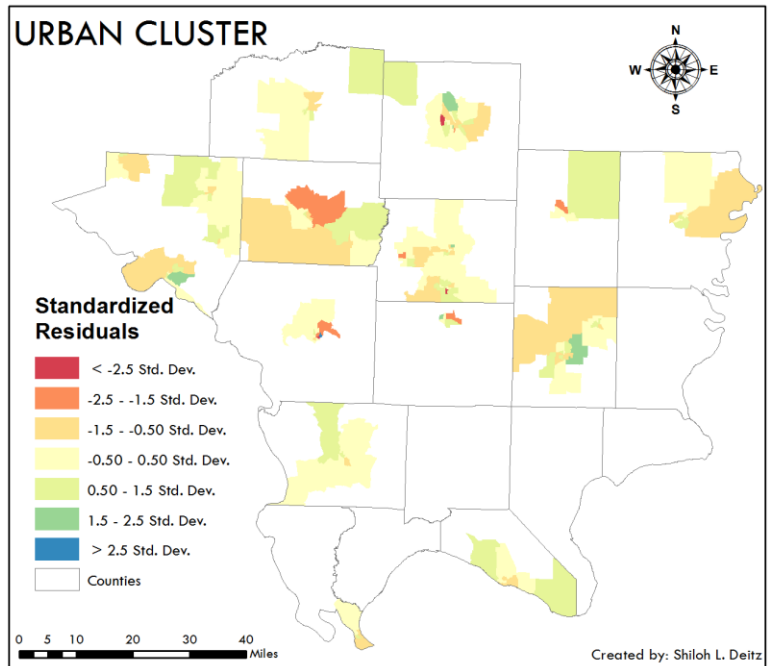 URBAN CLUSTER
N
W E
S
Standardized
Residuals
< -2.5 Std. Dev.
-2.5 - -1.5 Std. Dev.
-1.5 - -0.50 Std. Dev.
-0.50 - 0.50 Std. Dev.
0.50 - 1.5 Std. Dev.
1.5 - 2.5 Std. Dev.
> 2.5 Std. Dev.
Counties
0 5 10 20 30 40
Miles
Created by: Shiloh L. Deitz